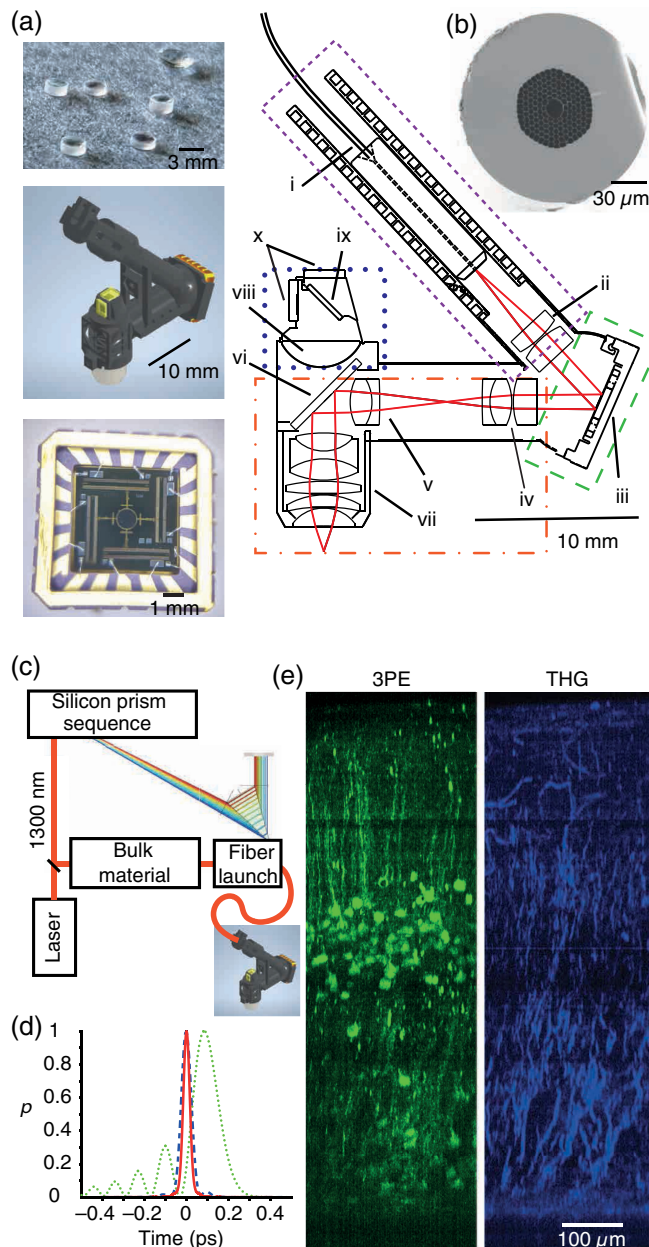 (a)
3 mm
10 mm
1 mm
(b)
30 µm
i
ii
x
ix
viii
vi
v
iv
iii
vii
10 mm
(c)
Silicon prism
sequence
1300 nm
Bulk
material
Fiber
launch
Laser
(d)
p
1
0.8
0.6
0.4
0.2
0
−0.4
−0.2
0
0.2
0.4
Time (ps)
(e)
3PE
THG
100 µm